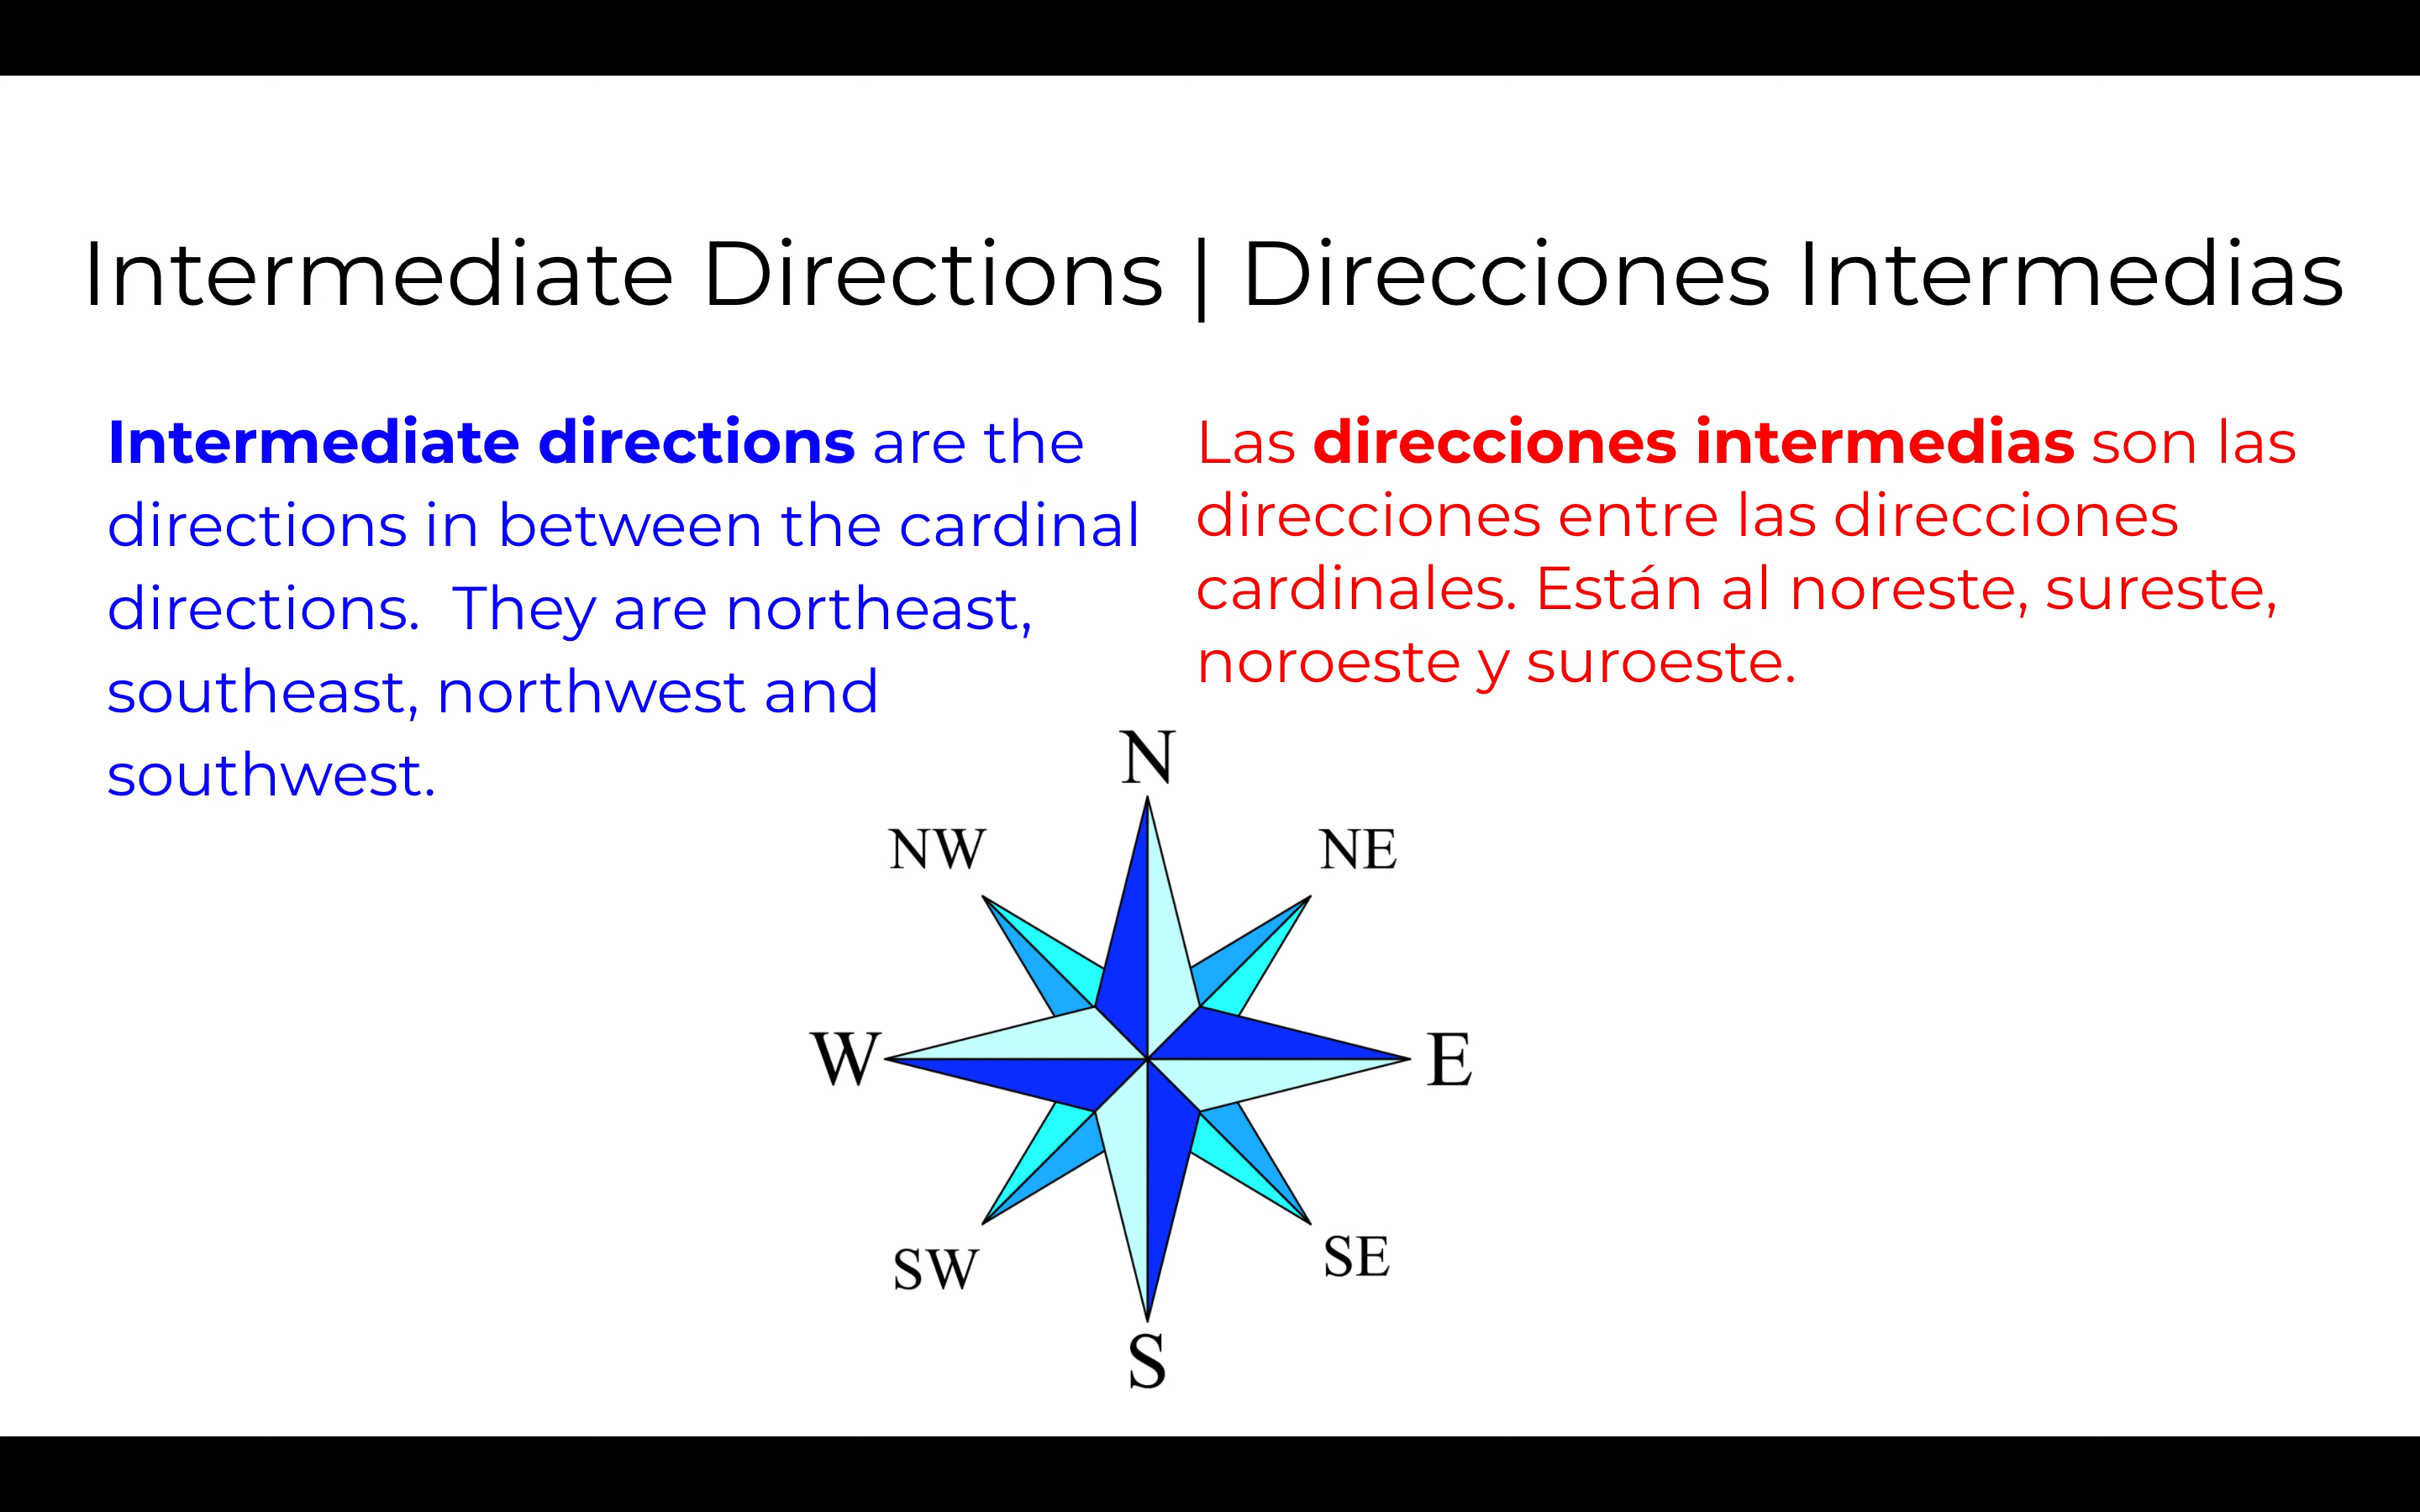 Intermediate Directions | Direcciones Intermedias
Intermediate directions are the
directions in between the cardinal
directions.  They are northeast,
southeast, northwest and
southwest.
Las direcciones intermedias son las
direcciones entre las direcciones
cardinales. Están al noreste, sureste,
noroeste y suroeste.
N
NW
NE
W
E
SW
SE
S